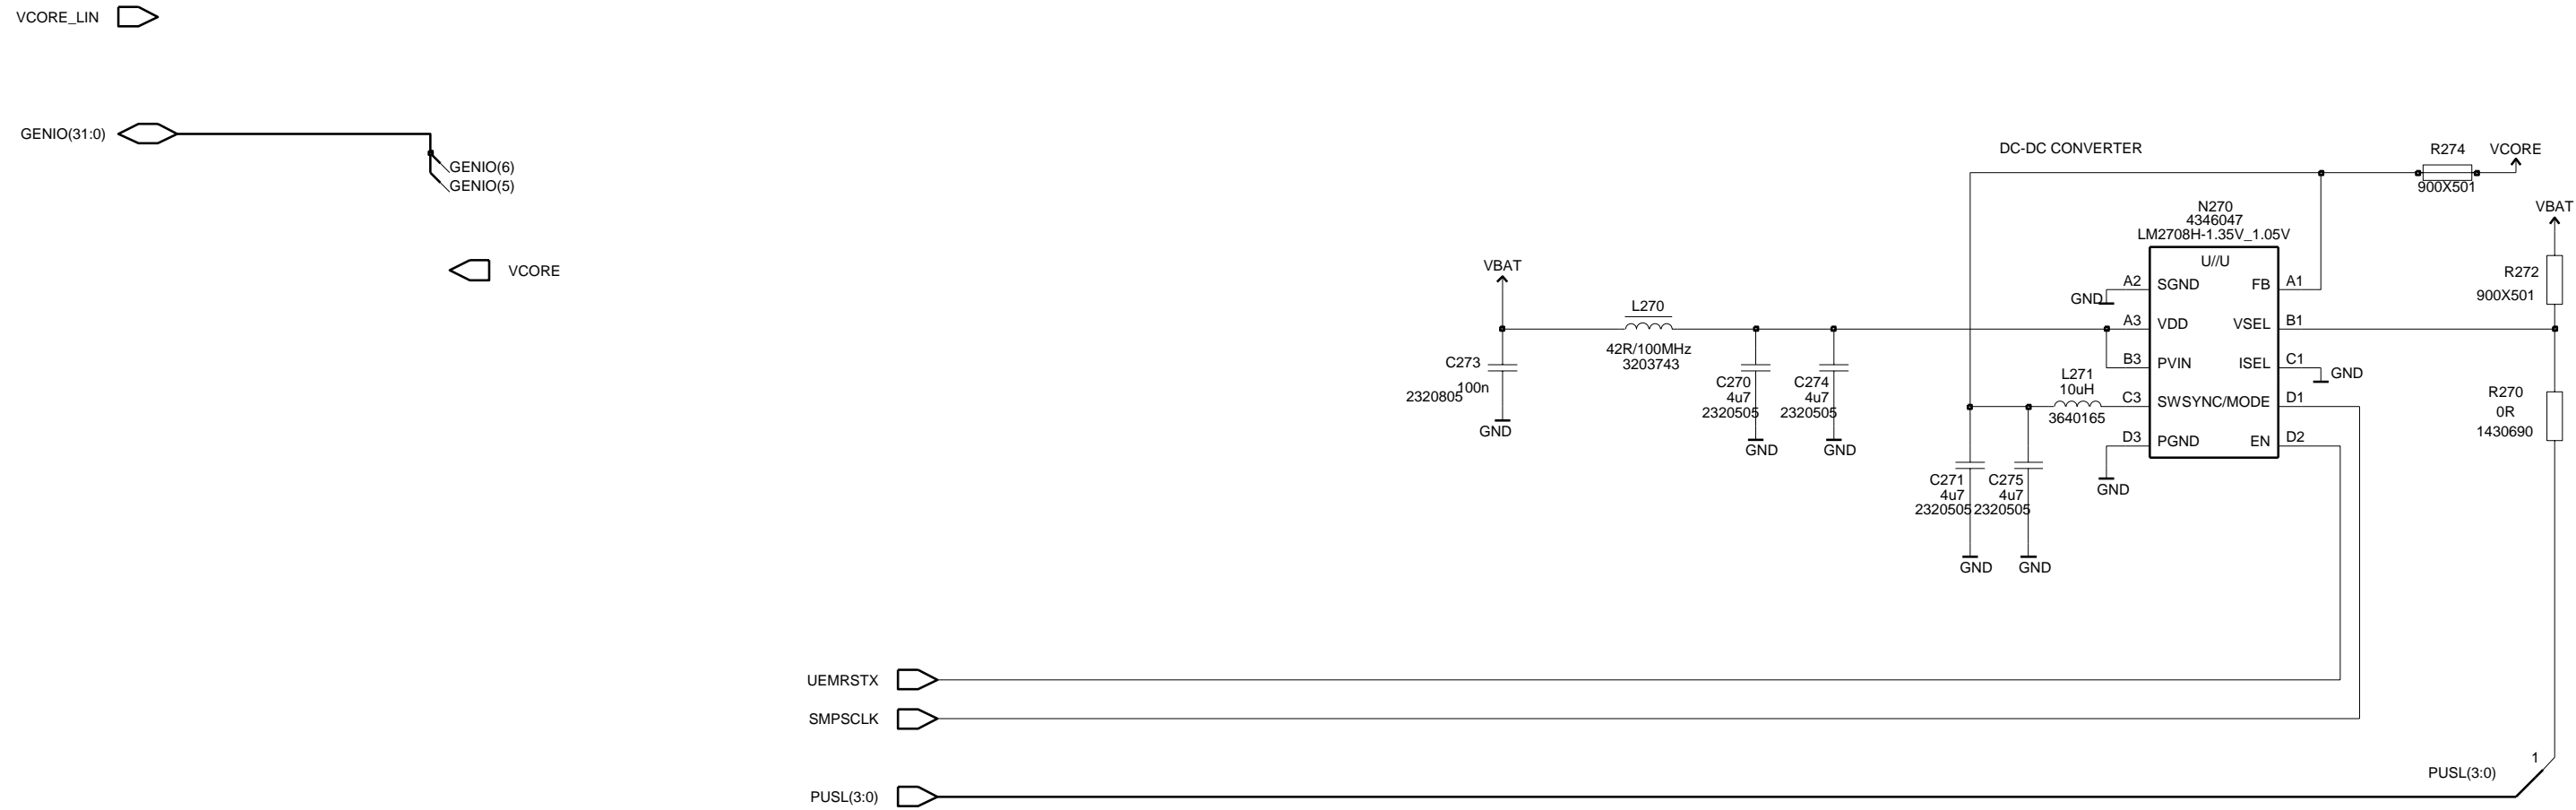 VCORE_LIN
GENIO(31:0)
GENIO(6)
GENIO(5)
VCORE
DC-DC CONVERTER
R274
900X501
VCORE
N270
4346047
LM2708H-1.35V_1.05V
U//U
VBAT
R272
900X501
R270
0R
1430690
A2 SGND FB A1
GND
A3 VDD VSEL B1
B3 PVIN ISEL C1
GND
C3 SW SYNC/MODE D1
D3 PGND EN D2
GND
L271
10uH
3640165
VBAT
L270
42R/100MHz
3203743
C273
100n
2320805
GND
C270
4u7
2320505
GND
C274
4u7
2320505
GND
C271
4u7
2320505
GND
C275
4u7
2320505
GND
UEMRSTX
SMPSCLK
PUSL(3:0)
PUSL(3:0)
1